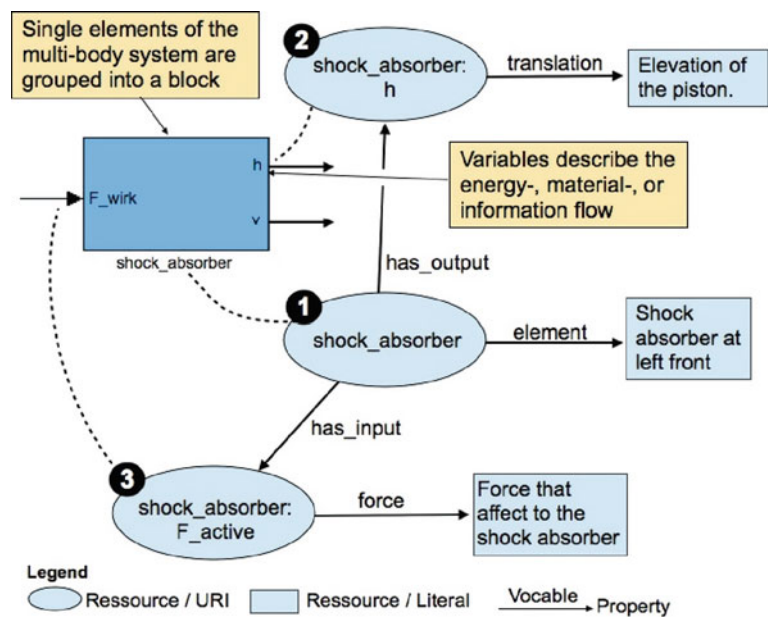 Single elements of the
multi-body system are
grouped into a block
2
shock_absorber:
h
translation
Elevation of
the piston.
h
F_wirk
v
shock_absorber
Variables describe the
energy-, material-, or
information flow
has_output
1
shock_absorber
element
Shock
absorber at
left front
has_input
3
shock_absorber:
F_active
force
Force that
affect to the
shock absorber
Legend
Ressource / URI
Ressource / Literal
Vocable
Property